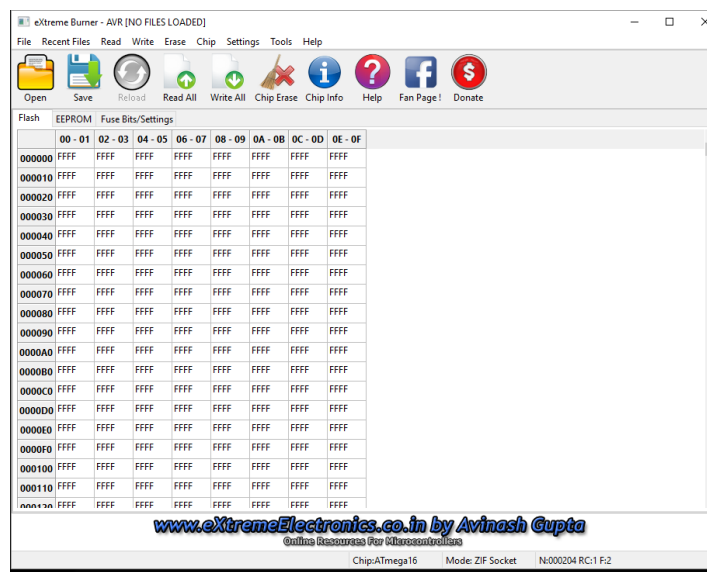 eXtreme Burner - AVR [NO FILES LOADED]
File Recent Files Read Write Erase Chip Settings Tools Help
Open Save Reload Read All Write All Chip Erase Chip Info Help Fan Page ! Donate
Flash EEPROM Fuse Bits/Settings
00 - 01 02 - 03 04 - 05 06 - 07 08 - 09 0A - 0B 0C - 0D 0E - 0F
000000 FFFF FFFF FFFF FFFF FFFF FFFF FFFF FFFF
000010 FFFF FFFF FFFF FFFF FFFF FFFF FFFF FFFF
000020 FFFF FFFF FFFF FFFF FFFF FFFF FFFF FFFF
000030 FFFF FFFF FFFF FFFF FFFF FFFF FFFF FFFF
000040 FFFF FFFF FFFF FFFF FFFF FFFF FFFF FFFF
000050 FFFF FFFF FFFF FFFF FFFF FFFF FFFF FFFF
000060 FFFF FFFF FFFF FFFF FFFF FFFF FFFF FFFF
000070 FFFF FFFF FFFF FFFF FFFF FFFF FFFF FFFF
000080 FFFF FFFF FFFF FFFF FFFF FFFF FFFF FFFF
000090 FFFF FFFF FFFF FFFF FFFF FFFF FFFF FFFF
0000A0 FFFF FFFF FFFF FFFF FFFF FFFF FFFF FFFF
0000B0 FFFF FFFF FFFF FFFF FFFF FFFF FFFF FFFF
0000C0 FFFF FFFF FFFF FFFF FFFF FFFF FFFF FFFF
0000D0 FFFF FFFF FFFF FFFF FFFF FFFF FFFF FFFF
0000E0 FFFF FFFF FFFF FFFF FFFF FFFF FFFF FFFF
0000F0 FFFF FFFF FFFF FFFF FFFF FFFF FFFF FFFF
000100 FFFF FFFF FFFF FFFF FFFF FFFF FFFF FFFF
000110 FFFF FFFF FFFF FFFF FFFF FFFF FFFF FFFF
000120 FFFF FFFF FFFF FFFF FFFF FFFF FFFF FFFF
www.eXtremeElectronics.co.in by Avinash Gupta
Online Resources For Microcontrollers
Chip:ATmega16 Mode: ZIF Socket N:000204 RC:1 F:2